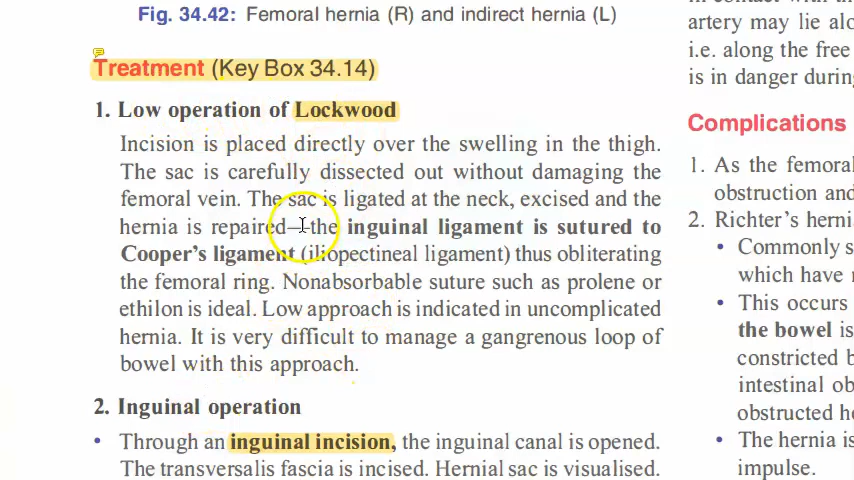 Fig. 34.42: Femoral hernia (R) and indirect hernia (L)
Treatment (Key Box 34.14)
1. Low operation of Lockwood
Incision is placed directly over the swelling in the thigh.
The sac is carefully dissected out without damaging the
femoral vein. The sac is ligated at the neck, excised and the
hernia is repaired—the inguinal ligament is sutured to
Cooper's ligament (iliopectineal ligament) thus obliterating
the femoral ring. Nonabsorbable suture such as prolene or
ethilon is ideal. Low approach is indicated in uncomplicated
hernia. It is very difficult to manage a gangrenous loop of
bowel with this approach.
2. Inguinal operation
• Through an inguinal incision, the inguinal canal is opened.
The transversalis fascia is incised. Hernial sac is visualised.
artery may lie
i.e. along the free
is in danger
Complications
1. As the
obstruction
2. Richter's
• Commonly
which have
• This occurs
the bowel is
constricted
intestinal
obstructed
• The hernia is
impulse.